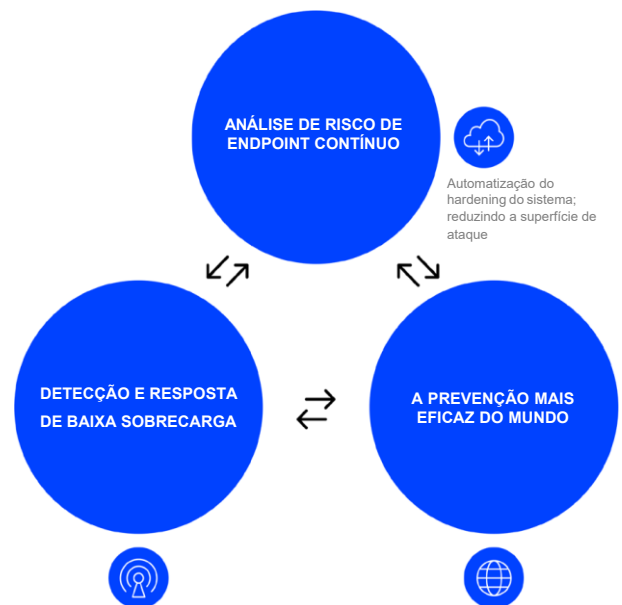 ANÁLISE DE RISCO DE
ENDPOINT CONTÍNUO
Automatização do
hardening do sistema;
reduzindo a superfície de
ataque
DETECÇÃO E RESPOSTA
DE BAIXA SOBRECARGA
A PREVENÇÃO MAIS
EFICAZ DO MUNDO